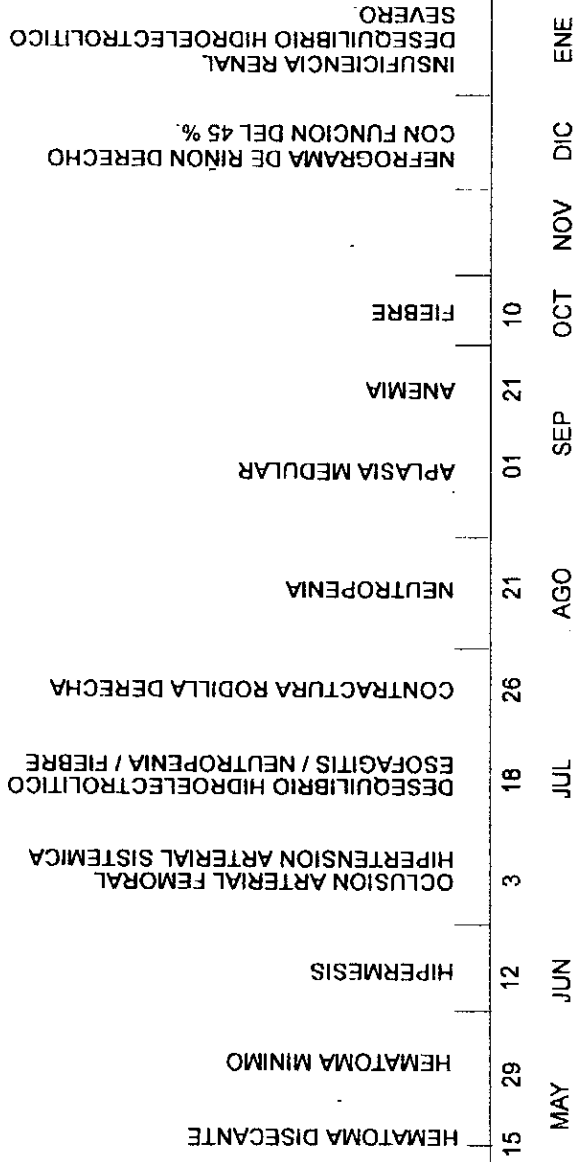 HEMATOMA DISECANTE
HEMATOMA MINIMO
HIPERMESIS
OCLUSION ARTERIAL FEMORAL
HIPERTENSION ARTERIAL SISTEMICA
DESEQUILIBRIO HIDROELECTROLITICO
ESOFAGITIS / NEUTROPENIA / FIEBRE
CONTRACTURA RODILLA DERECHA
NEUTROPENIA
APLASIA MEDULAR
ANEMIA
FIEBRE
NEFROGRAMA DE RIÑON DERECHO
CON FUNCION DEL 45 %.
INSUFICIENCIA RENAL
DESEQUILIBRIO HIDROELECTROLITICO
SEVERO.
15 29 12 3 18 26 21 01 21 10
MAY JUN JUL AGO SEP OCT NOV DIC ENE